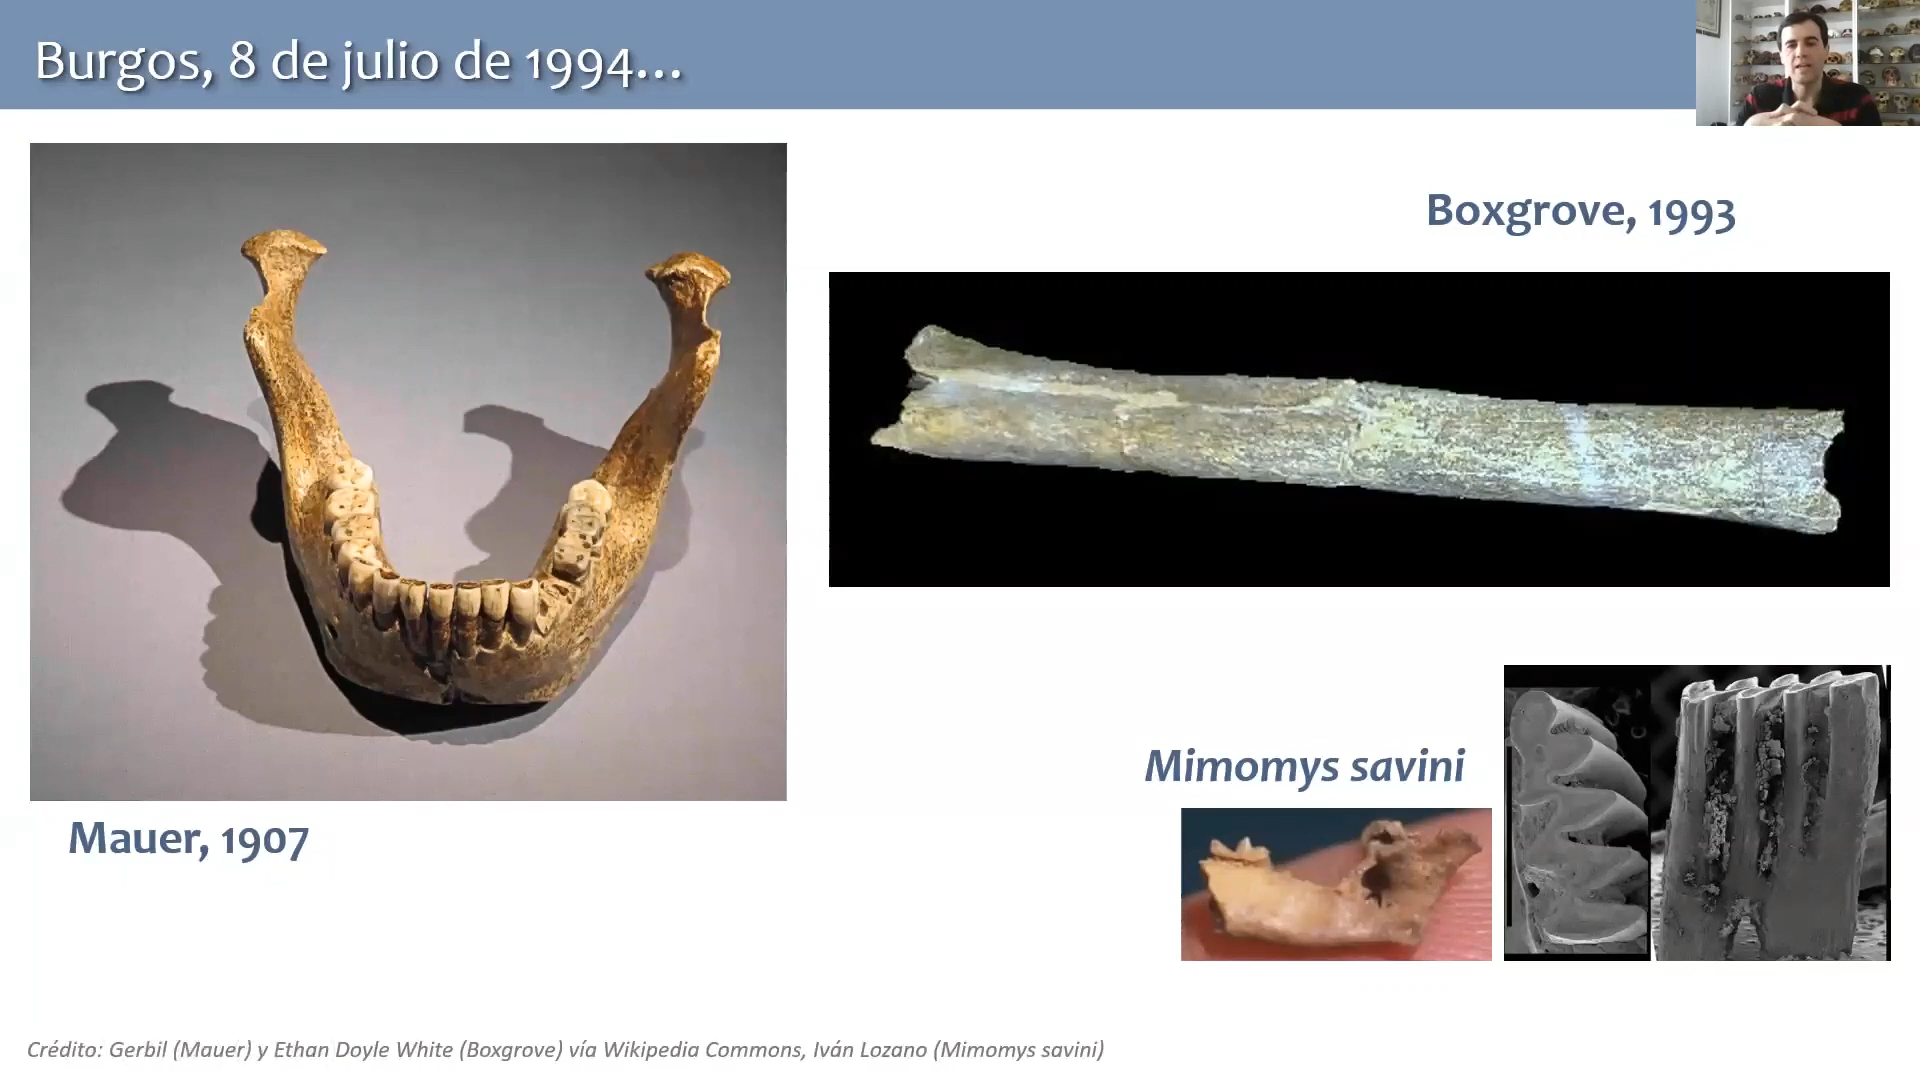 Burgos, 8 de julio de 1994...
Boxgrove, 1993
Mimomys savini
Mauer, 1907
Crédito: Gerbil (Mauer) y Ethan Doyle White (Boxgrove) vía Wikipedia Commons, Iván Lozano (Mimomys savini)